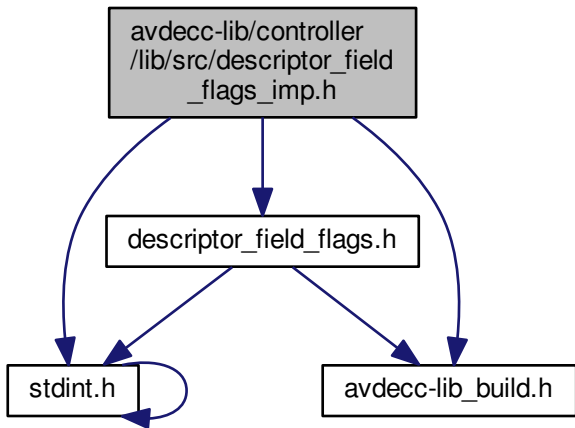 avdecc-lib/controller
/lib/src/descriptor_field
_flags_imp.h
descriptor_field_flags.h
stdint.h
avdecc-lib_build.h